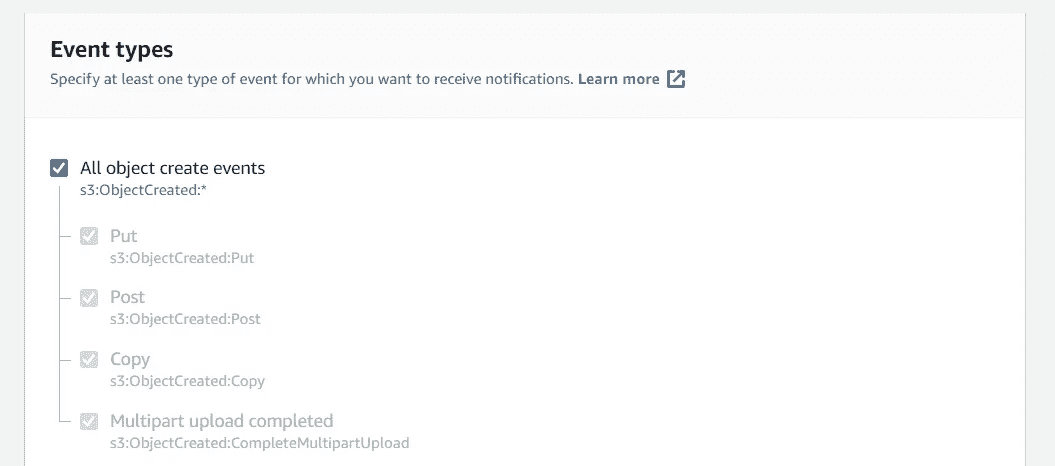 Event types
Specify at least one type of event for which you want to receive notifications. Learn more
All object create events
s3:ObjectCreated:*
Put
s3:ObjectCreated:Put
Post
s3:ObjectCreated:Post
Copy
s3:ObjectCreated:Copy
Multipart upload completed
s3:ObjectCreated:CompleteMultipartUpload